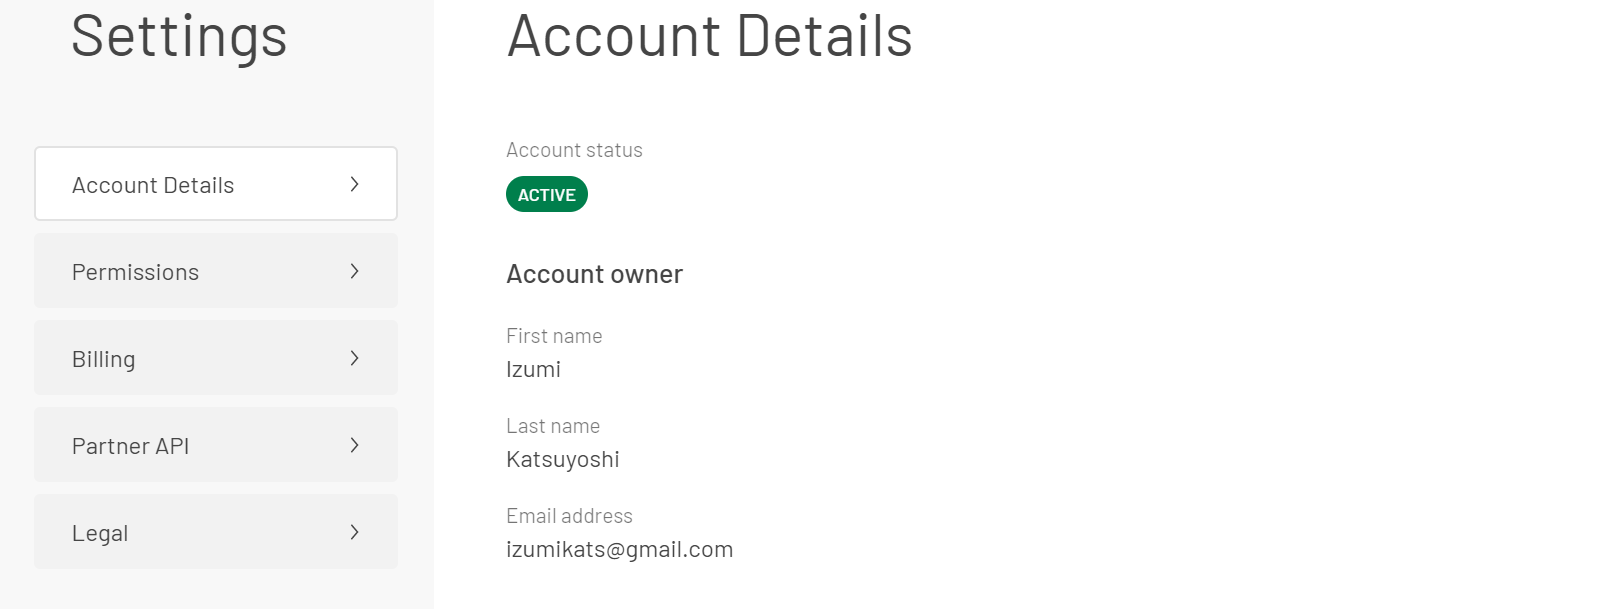 Settings
Account Details
Permissions
Billing
Partner API
Legal
Account Details
Account status
ACTIVE
Account owner
First name
Izumi
Last name
Katsuyoshi
Email address
izumikats@gmail.com